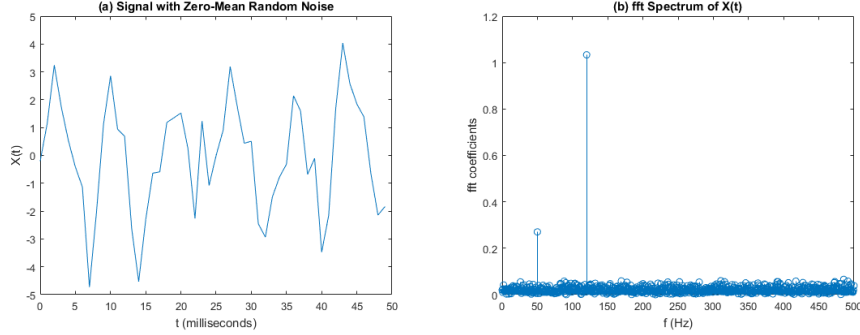 (a) Signal with Zero-Mean Random Noise
5
4
3
2
1
0
-1
-2
-3
-4
-5
X(t)
0 5 10 15 20 25 30 35 40 45 50
t (milliseconds)
(b) fft Spectrum of X(t)
1.2
1
0.8
0.6
0.4
0.2
0
fft coefficients
0 50 100 150 200 250 300 350 400 450 500
f (Hz)